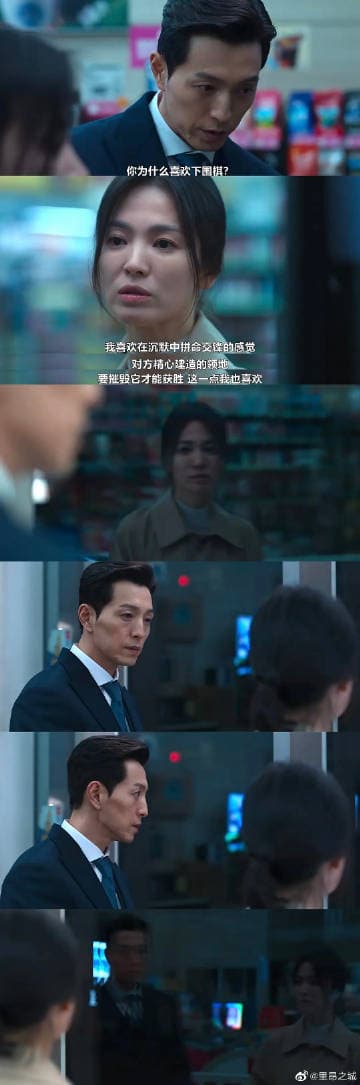 你为什么喜欢下围棋?
我喜欢在沉默中拼命交锋的感觉
对方精心建造的领地
要摧毁它才能获胜 这一点我也喜欢
@里昂之城